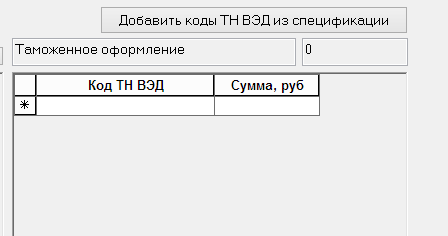 Добавить коды ТН ВЭД из спецификации
Таможенное оформление 0
Код ТН ВЭД Сумма, руб
*